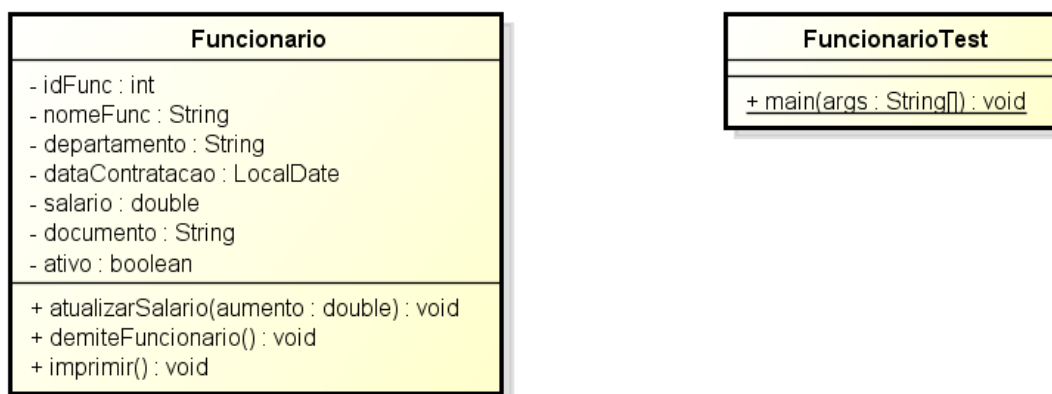 Funcionario
- idFunc : int
- nomeFunc : String
- departamento : String
- dataContratacao : LocalDate
- salario : double
- documento : String
- ativo : boolean
+ atualizarSalario(aumento : double) : void
+ demiteFuncionario() : void
+ imprimir() : void
FuncionarioTest
+ main(args : String[]) : void